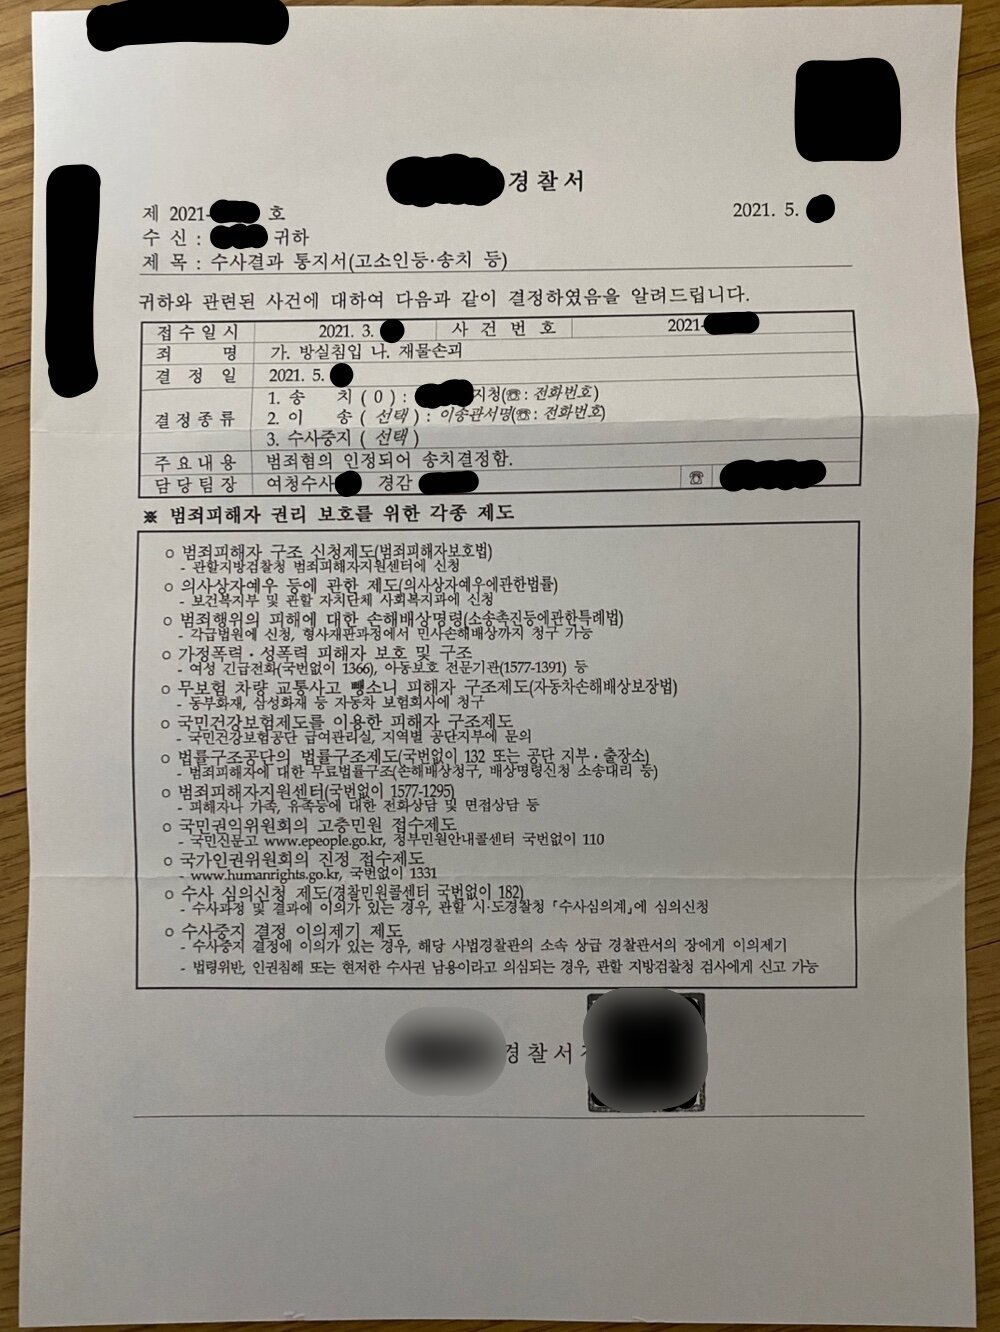 경찰서
제 2021- 호
2021. 5.
수 신 : 귀하
제 목 : 수사결과 통지서(고소인등·송치 등)
귀하와 관련된 사건에 대하여 다음과 같이 결정하였음을 알려드립니다.
접수일시 2021. 3. 사 건 번 호 2021-
죄 명 가. 방실침입 나. 재물손괴
결 정 일 2021. 5.
결정종류 1. 송 치 ( 0 ) : 지청(☏: 전화번호)
2. 이 송 ( 선택 ) : 이송관서명(☏: 전화번호)
3. 수사중지 ( 선택 )
주요내용 범죄혐의 인정되어 송치결정함.
담당팀장 여청수사 경감 ☏
※ 범죄피해자 권리 보호를 위한 각종 제도
○ 범죄피해자 구조 신청제도(범죄피해자보호법)
- 관할지방검찰청 범죄피해자지원센터에 신청
○ 의사상자예우 등에 관한 제도(의사상자예우에관한법률)
- 보건복지부 및 관할 자치단체 사회복지과에 신청
○ 범죄행위의 피해에 대한 손해배상명령(소송촉진등에관한특례법)
- 각급법원에 신청, 형사재판과정에서 민사손해배상까지 청구 가능
○ 가정폭력·성폭력 피해자 보호 및 구조
- 여성 긴급전화(국번없이 1366), 아동보호 전문기관(1577-1391) 등
○ 무보험 차량 교통사고 뺑소니 피해자 구조제도(자동차손해배상보장법)
- 동부화재, 삼성화재 등 자동차 보험회사에 청구
○ 국민건강보험제도를 이용한 피해자 구조제도
- 국민건강보험공단 급여관리실, 지역별 공단지부에 문의
○ 법률구조공단의 법률구조제도(국번없이 132 또는 공단 지부·출장소)
- 범죄피해자에 대한 무료법률구조(손해배상청구, 배상명령신청 소송대리 등)
○ 범죄피해자지원센터(국번없이 1577-1295)
- 피해자나 가족, 유족등에 대한 전화상담 및 면접상담 등
○ 국민권익위원회의 고충민원 접수제도
- 국민신문고 www.epeople.go.kr, 정부민원안내콜센터 국번없이 110
○ 국가인권위원회의 진정 접수제도
- www.humanrights.go.kr, 국번없이 1331
○ 수사 심의신청 제도(경찰민원콜센터 국번없이 182)
- 수사과정 및 결과에 이의가 있는 경우, 관할 시·도경찰청 「수사심의계」에 심의신청
○ 수사중지 결정 이의제기 제도
- 수사중지 결정에 이의가 있는 경우, 해당 사법경찰관의 소속 상급 경찰관서의 장에게 이의제기
- 법령위반, 인권침해 또는 현저한 수사권 남용이라고 의심되는 경우, 관할 지방검찰청 검사에게 신고 가능
경찰서